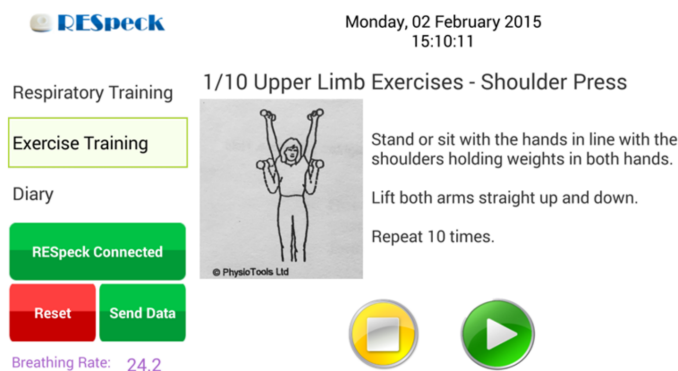 RESpeck
Monday, 02 February 2015
15:10:11
Respiratory Training
Exercise Training
Diary
RESpeck Connected
Reset
Send Data
Breathing Rate: 24.2
1/10 Upper Limb Exercises - Shoulder Press
© PhysioTools Ltd
Stand or sit with the hands in line with the
shoulders holding weights in both hands.
Lift both arms straight up and down.
Repeat 10 times.